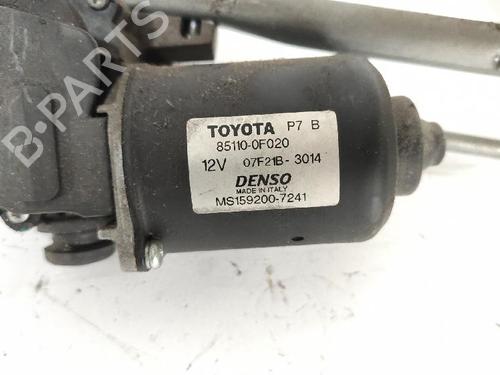 TOYOTA P7 B
85110-0F020
12V 07F21B-3014
DENSO
MADE IN ITALY
MS159200-7241
B-PARTS